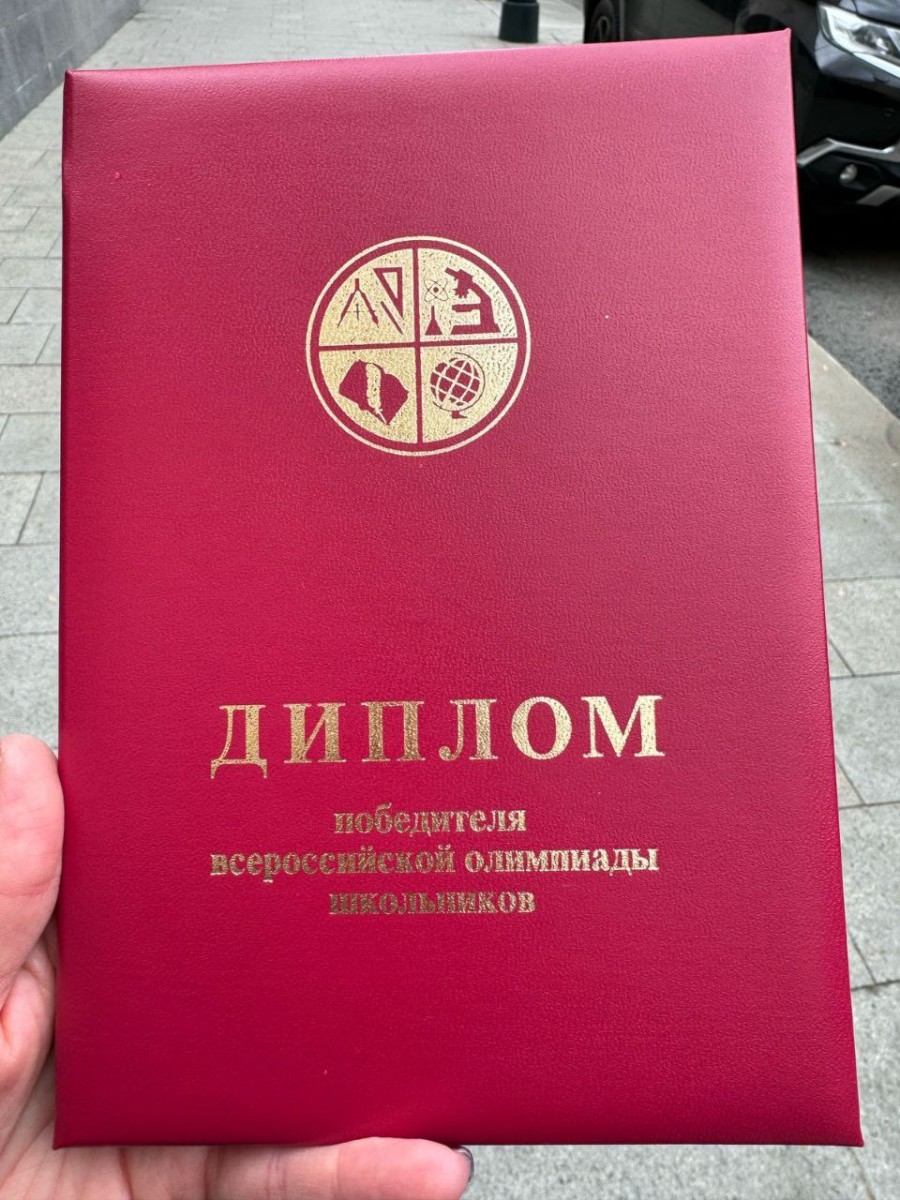 ДИПЛОМ
победителя
всероссийской олимпиады
школьников